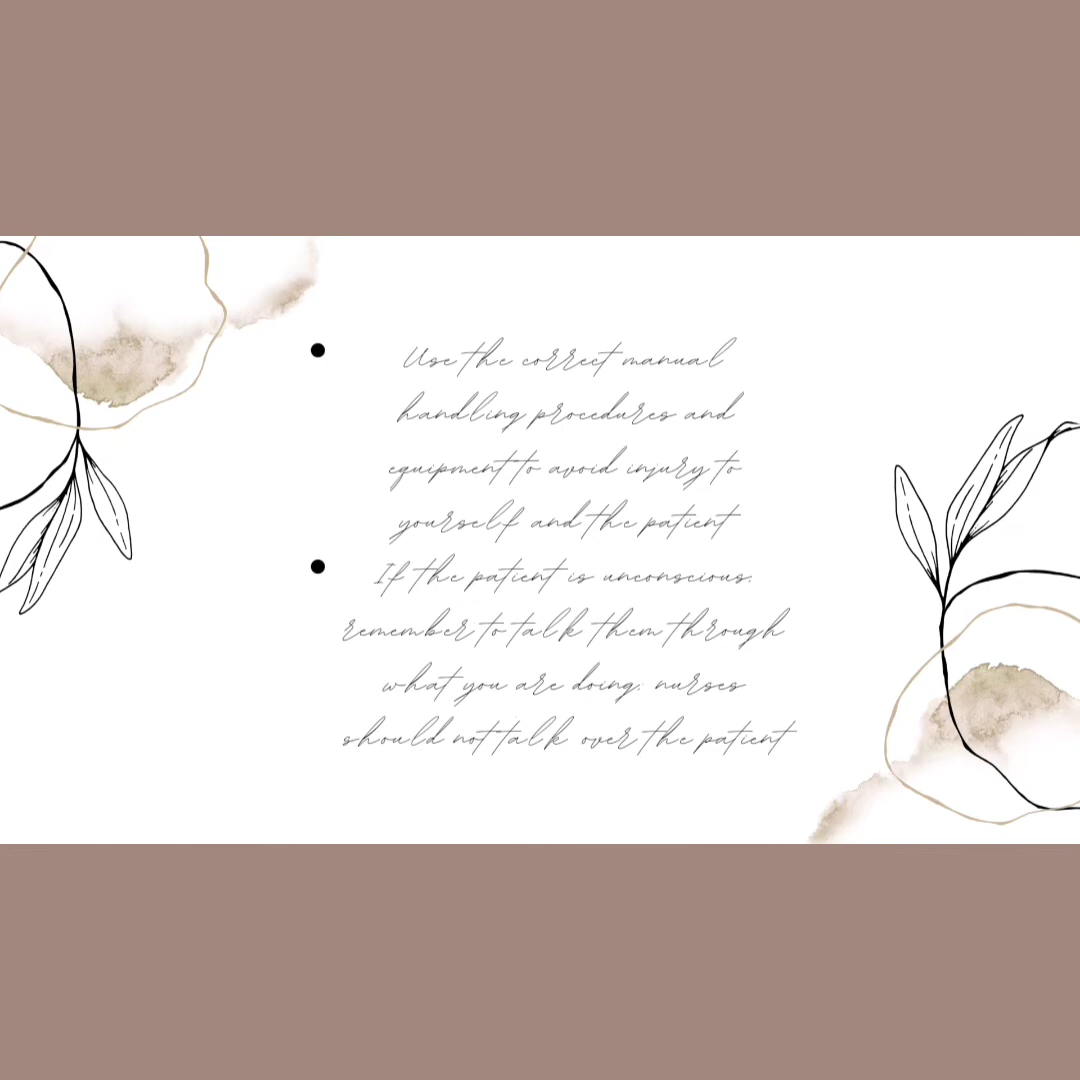 Use the correct manual
handling procedures and
equipment to avoid injury to
yourself and the patient
If the patient is unconscious.
remember to talk them through
what you are doing. nurses
should not talk over the patient